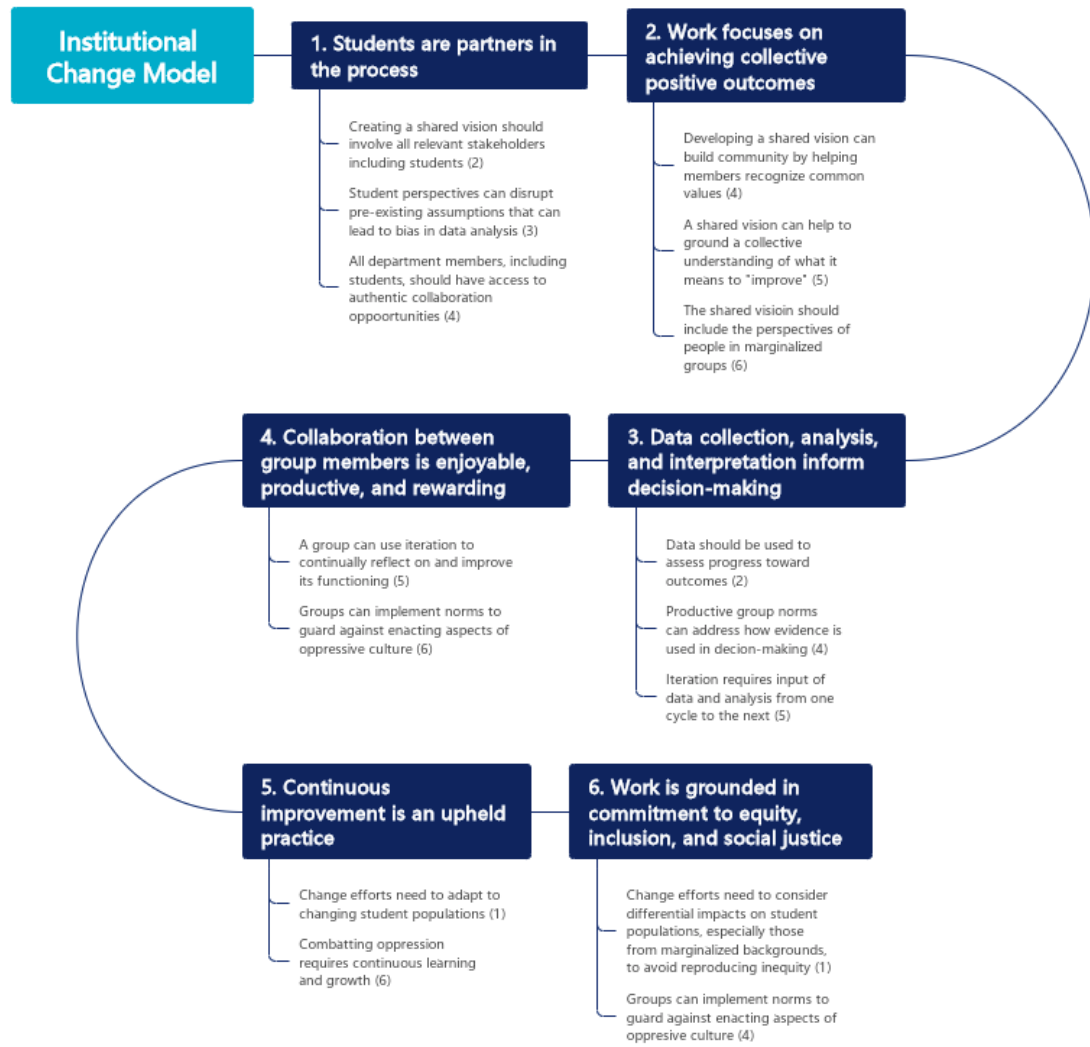 Institutional
Change Model
1. Students are partners in
the process
Creating a shared vision should
involve all relevant stakeholders
including students (2)
Student perspectives can disrupt
pre-existing assumptions that can
lead to bias in data analysis (3)
All department members, including
students, should have access to
authentic collaboration
oppoortunities (4)
2. Work focuses on
achieving collective
positive outcomes
Developing a shared vision can
build community by helping
members recognize common
values (4)
A shared vision can help to
ground a collective
understanding of what it
means to "improve" (5)
The shared visioin should
include the perspectives of
people in marginalized
groups (6)
3. Data collection, analysis,
and interpretation inform
decision-making
Data should be used to
assess progress toward
outcomes (2)
Productive group norms
can address how evidence is
used in decion-making (4)
Iteration requires input of
data and analysis from one
cycle to the next (5)
4. Collaboration between
group members is enjoyable,
productive, and rewarding
A group can use iteration to
continually reflect on and improve
its functioning (5)
Groups can implement norms to
guard against enacting aspects of
oppressive culture (6)
5. Continuous
improvement is an upheld
practice
Change efforts need to adapt to
changing student populations (1)
Combatting oppression
requires continuous learning
and growth (6)
6. Work is grounded in
commitment to equity,
inclusion, and social justice
Change efforts need to consider
differential impacts on student
populations, especially those
from marginalized backgrounds,
to avoid reproducing inequity (1)
Groups can implement norms to
guard against enacting aspects of
oppresive culture (4)